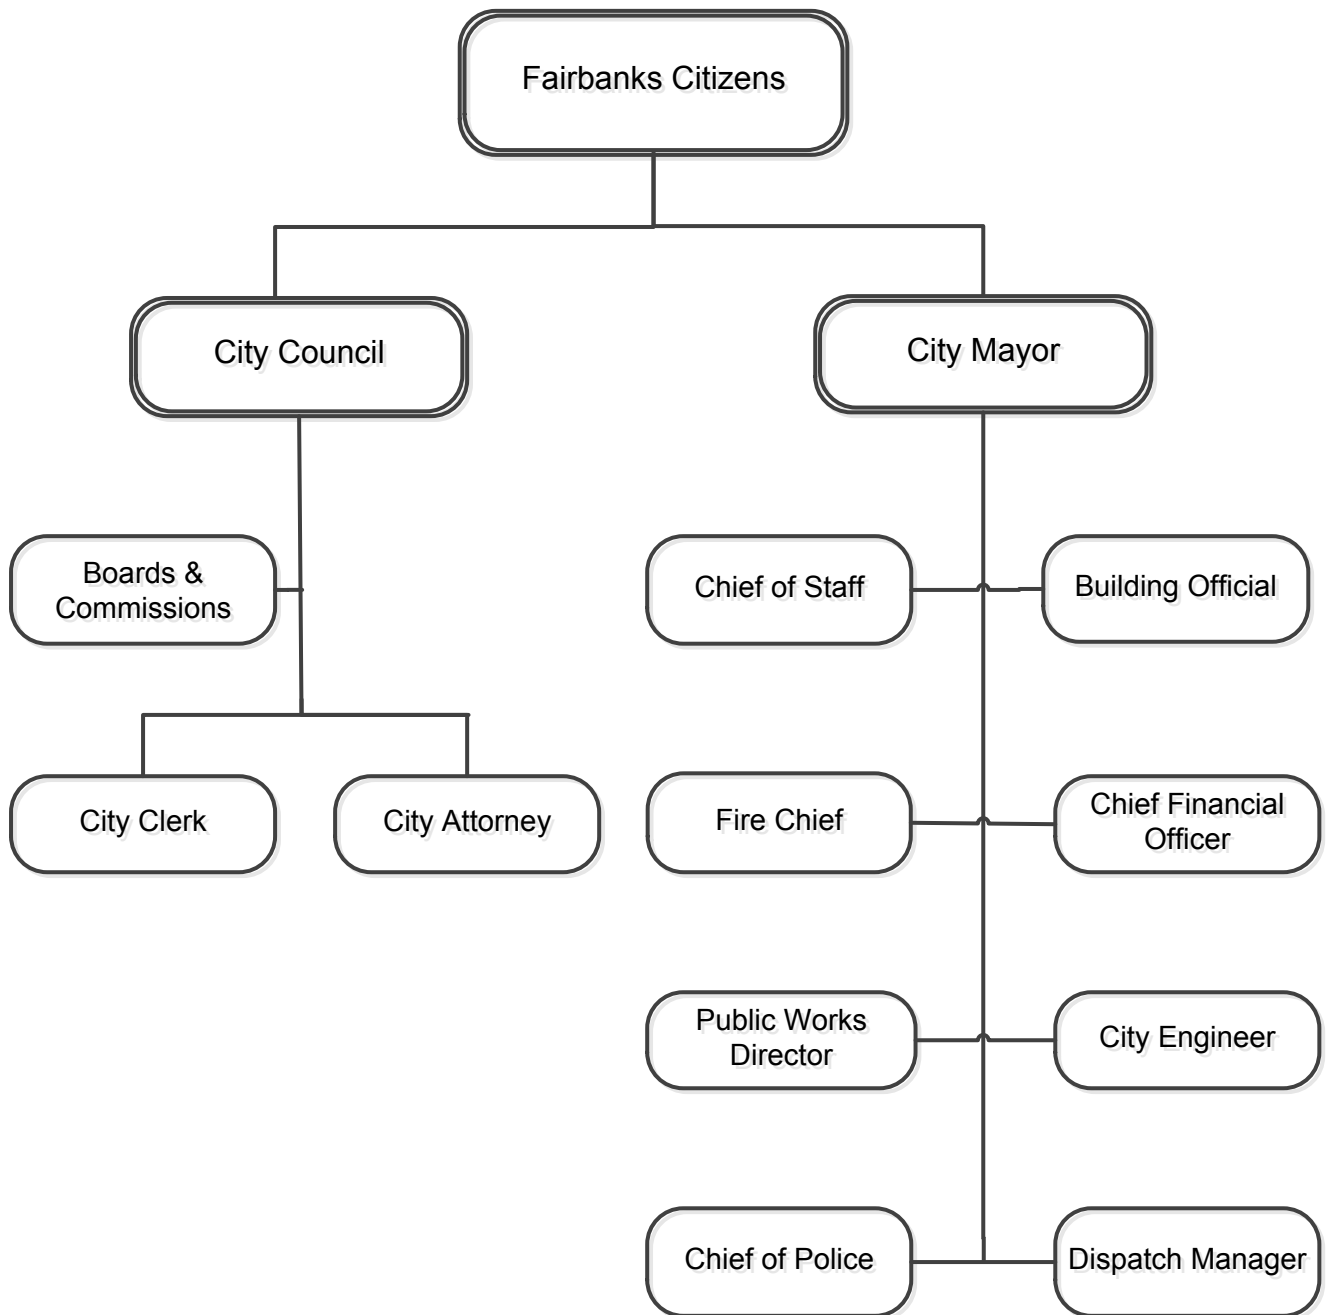 Fairbanks Citizens
City Council
City Mayor
Boards &
Commissions
Chief of Staff
Building Official
City Clerk
City Attorney
Fire Chief
Chief Financial
Officer
Public Works
Director
City Engineer
Chief of Police
Dispatch Manager